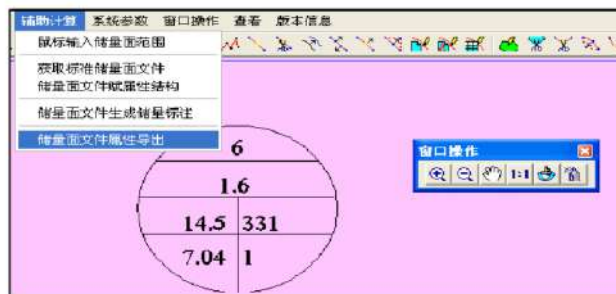 辅助计算 系统参数 窗口操作 查看 版本信息
鼠标输入储量面范围
获取标准储量面文件
储量面文件赋属性结构
储量面文件生成储量标注
储量面文件属性导出
6
1.6
14.5 331
7.04 1
窗口操作
1:1